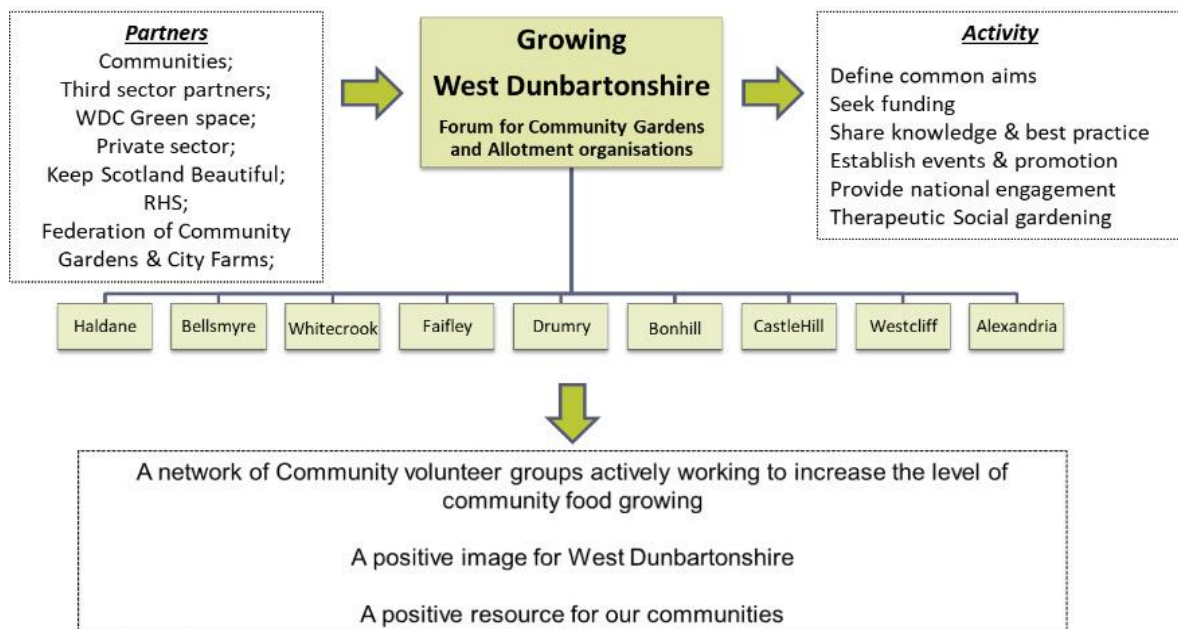 Partners
Communities;
Third sector partners;
WDC Green space;
Private sector;
Keep Scotland Beautiful;
RHS;
Federation of Community
Gardens & City Farms;
Growing
West Dunbartonshire
Forum for Community Gardens
and Allotment organisations
Activity
Define common aims
Seek funding
Share knowledge & best practice
Establish events & promotion
Provide national engagement
Therapeutic Social gardening
Haldane
Bellsmyre
Whitecrook
Faifley
Drumry
Bonhill
CastleHill
Westcliff
Alexandria
A network of Community volunteer groups actively working to increase the level of
community food growing
A positive image for West Dunbartonshire
A positive resource for our communities